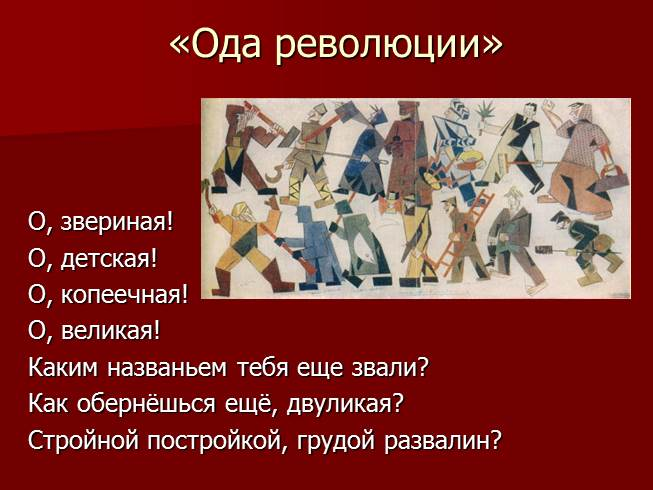 «Ода революции»
О, звериная!
О, детская!
О, копеечная!
О, великая!
Каким названьем тебя еще звали?
Как обернёшься ещё, двуликая?
Стройной постройкой, грудой развалин?